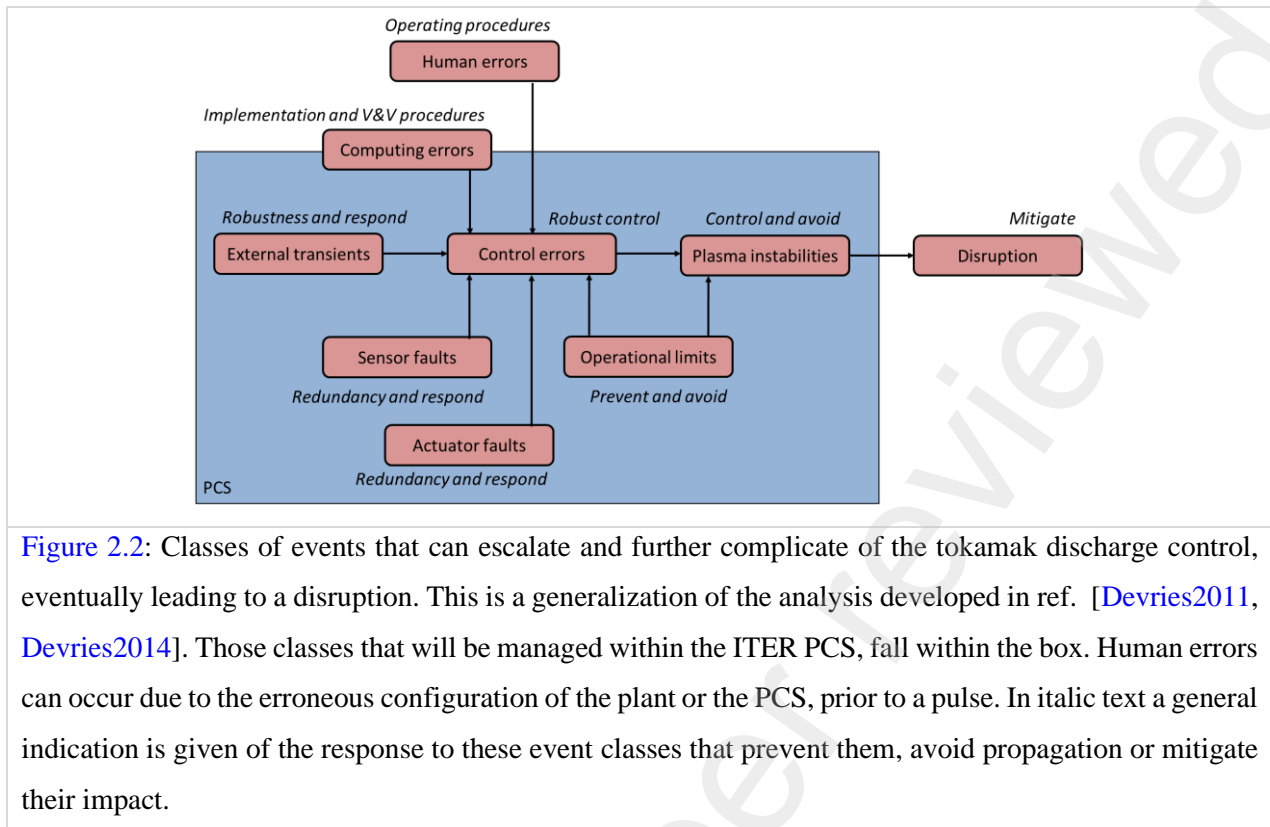 Operating procedures
Human errors
Implementation and V&V procedures
Computing errors
Robustness and respond
Robust control
Control and avoid
Mitigate
External transients
Control errors
Plasma instabilities
Disruption
Sensor faults
Operational limits
Redundancy and respond
Prevent and avoid
Actuator faults
Redundancy and respond
PCS
Figure 2.2: Classes of events that can escalate and further complicate of the tokamak discharge control,
eventually leading to a disruption. This is a generalization of the analysis developed in ref. [Devries2011,
Devries2014]. Those classes that will be managed within the ITER PCS, fall within the box. Human errors
can occur due to the erroneous configuration of the plant or the PCS, prior to a pulse. In italic text a general
indication is given of the response to these event classes that prevent them, avoid propagation or mitigate
their impact.
er reviewed